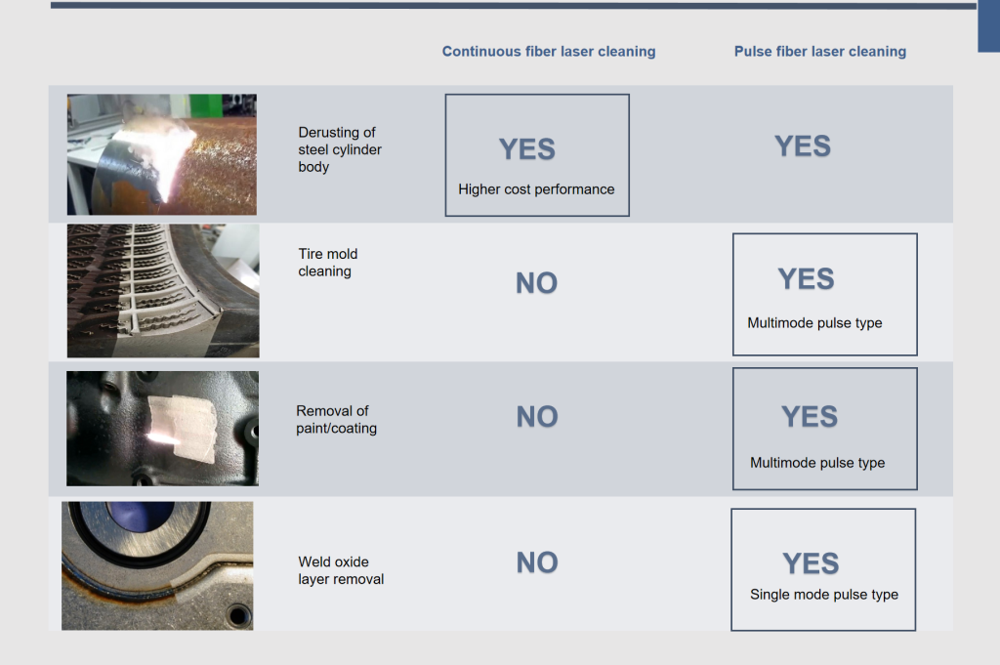 Continuous fiber laser cleaning
Pulse fiber laser cleaning
Derusting of
steel cylinder
body
YES
Higher cost performance
YES
Tire mold
cleaning
NO
YES
Multimode pulse type
Removal of
paint/coating
NO
YES
Multimode pulse type
Weld oxide
layer removal
NO
YES
Single mode pulse type